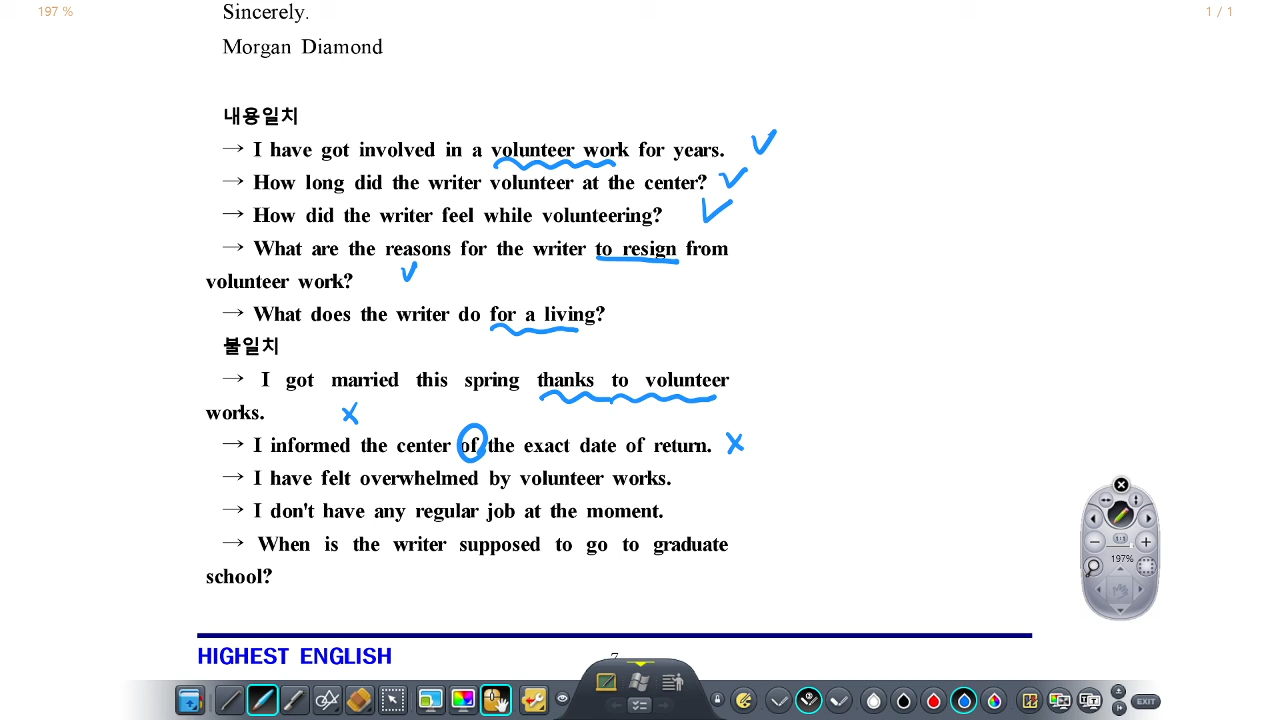 197 %
1 / 1
Sincerely.
Morgan Diamond
내용일치
→ I have got involved in a volunteer work for years.
→ How long did the writer volunteer at the center?
→ How did the writer feel while volunteering?
→ What are the reasons for the writer to resign from
volunteer work?
→ What does the writer do for a living?
불일치
→ I got married this spring thanks to volunteer
works.
→ I informed the center of the exact date of return.
→ I have felt overwhelmed by volunteer works.
→ I don't have any regular job at the moment.
→ When is the writer supposed to go to graduate
school?
1:1
197%
HIGHEST ENGLISH
EXIT